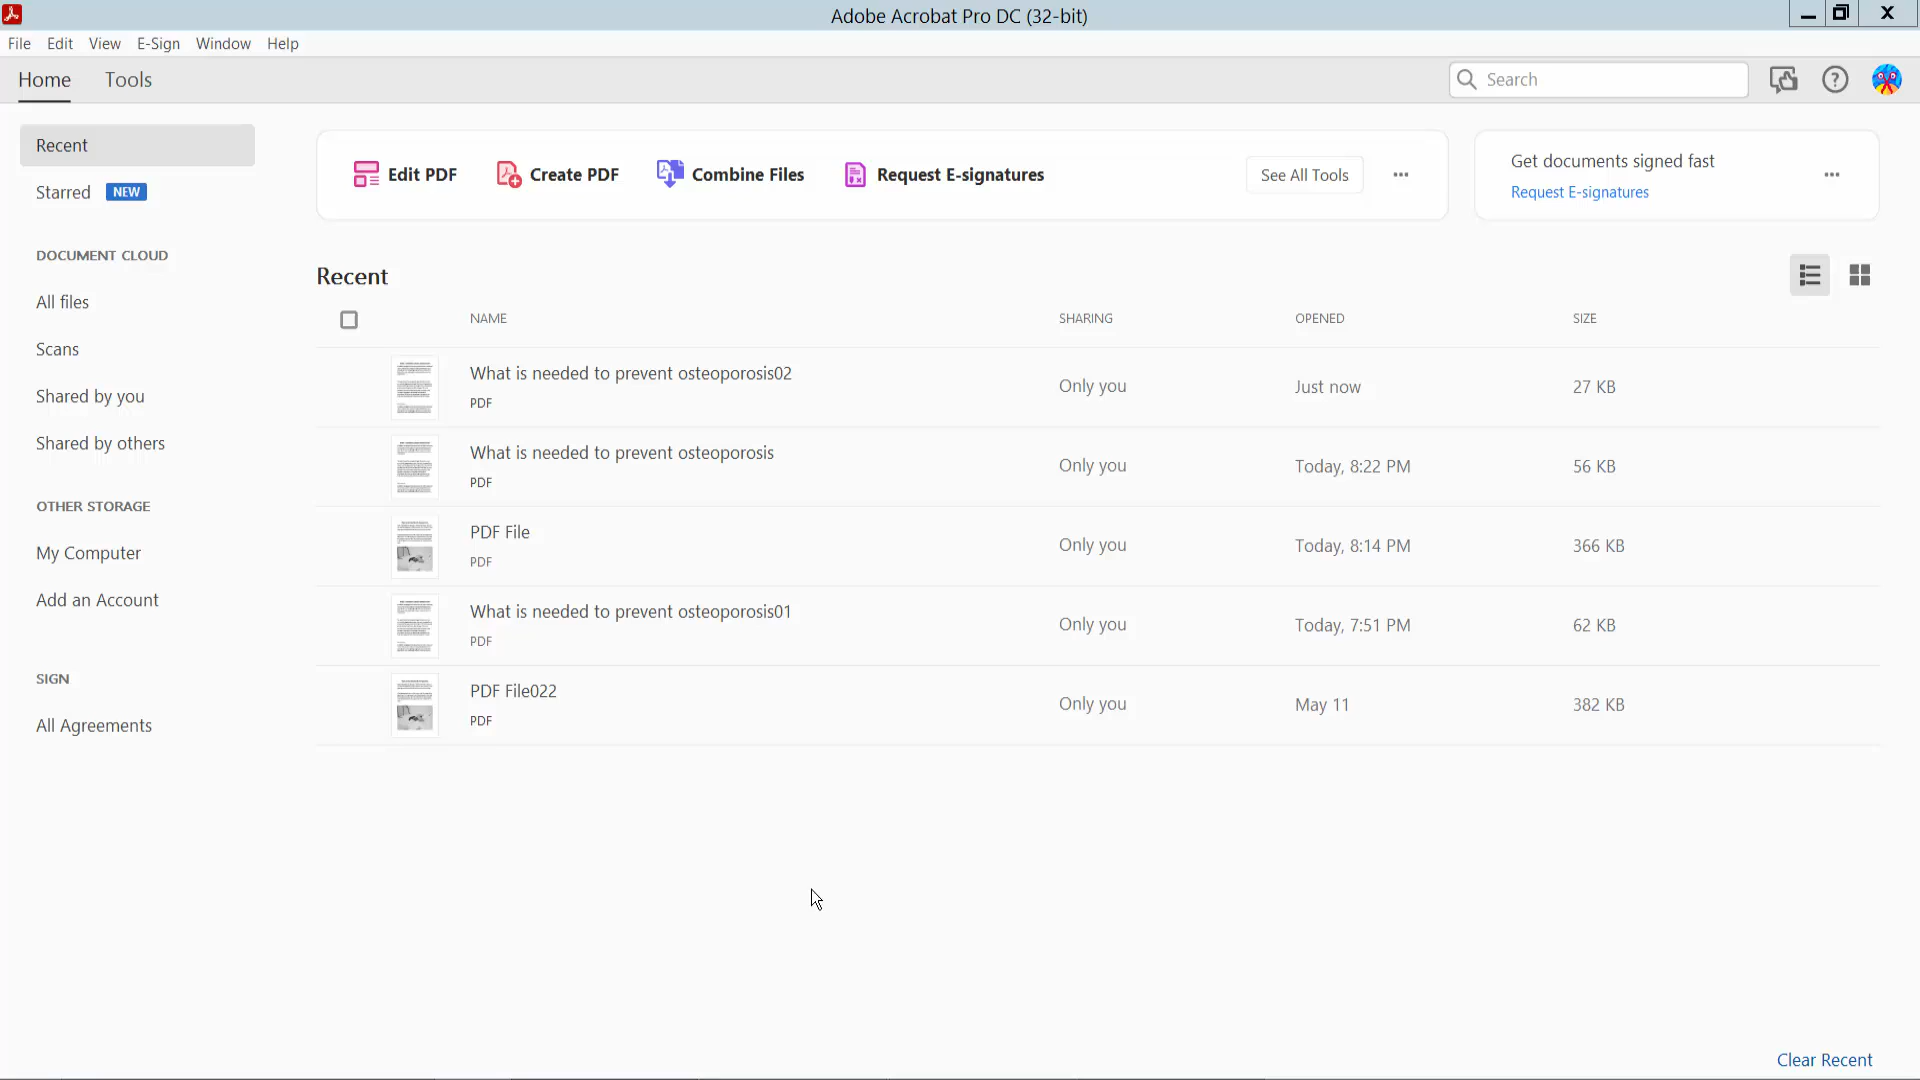 Adobe Acrobat Pro DC (32-bit)
File Edit View E-Sign Window Help
Home Tools
Search
Recent
Starred NEW
DOCUMENT CLOUD
All files
Scans
Shared by you
Shared by others
OTHER STORAGE
My Computer
Add an Account
SIGN
All Agreements
Edit PDF Create PDF Combine Files Request E-signatures See All Tools
Get documents signed fast
Request E-signatures
Recent
NAME SHARING OPENED SIZE
What is needed to prevent osteoporosis02 Only you Just now 27 KB
PDF
What is needed to prevent osteoporosis Only you Today, 8:22 PM 56 KB
PDF
PDF File Only you Today, 8:14 PM 366 KB
PDF
What is needed to prevent osteoporosis01 Only you Today, 7:51 PM 62 KB
PDF
PDF File022 Only you May 11 382 KB
PDF
Clear Recent